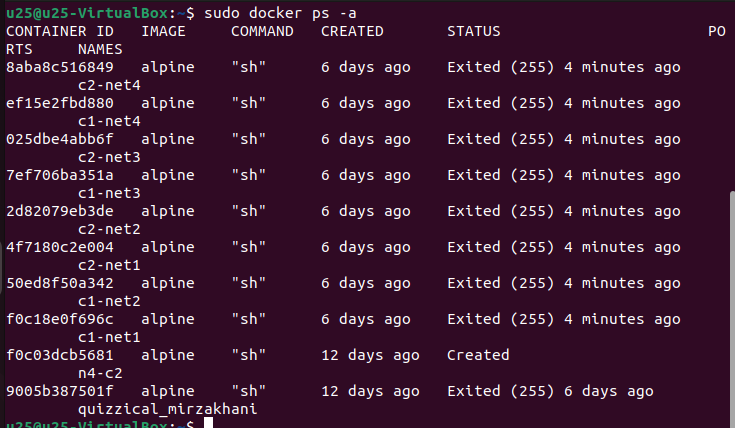 u25@u25-VirtualBox:~$ sudo docker ps -a
CONTAINER ID   IMAGE     COMMAND   CREATED       STATUS                       PO
RTS     NAMES
8aba8c516849   alpine    "sh"      6 days ago    Exited (255) 4 minutes ago
        c2-net4
ef15e2fbd880   alpine    "sh"      6 days ago    Exited (255) 4 minutes ago
        c1-net4
025dbe4abb6f   alpine    "sh"      6 days ago    Exited (255) 4 minutes ago
        c2-net3
7ef706ba351a   alpine    "sh"      6 days ago    Exited (255) 4 minutes ago
        c1-net3
2d82079eb3de   alpine    "sh"      6 days ago    Exited (255) 4 minutes ago
        c2-net2
4f7180c2e004   alpine    "sh"      6 days ago    Exited (255) 4 minutes ago
        c2-net1
50ed8f50a342   alpine    "sh"      6 days ago    Exited (255) 4 minutes ago
        c1-net2
f0c18e0f696c   alpine    "sh"      6 days ago    Exited (255) 4 minutes ago
        c1-net1
f0c03dcb5681   alpine    "sh"      12 days ago   Created
        n4-c2
9005b387501f   alpine    "sh"      12 days ago   Exited (255) 6 days ago
        quizzical_mirzakhani
u25@u25-VirtualBox:~$